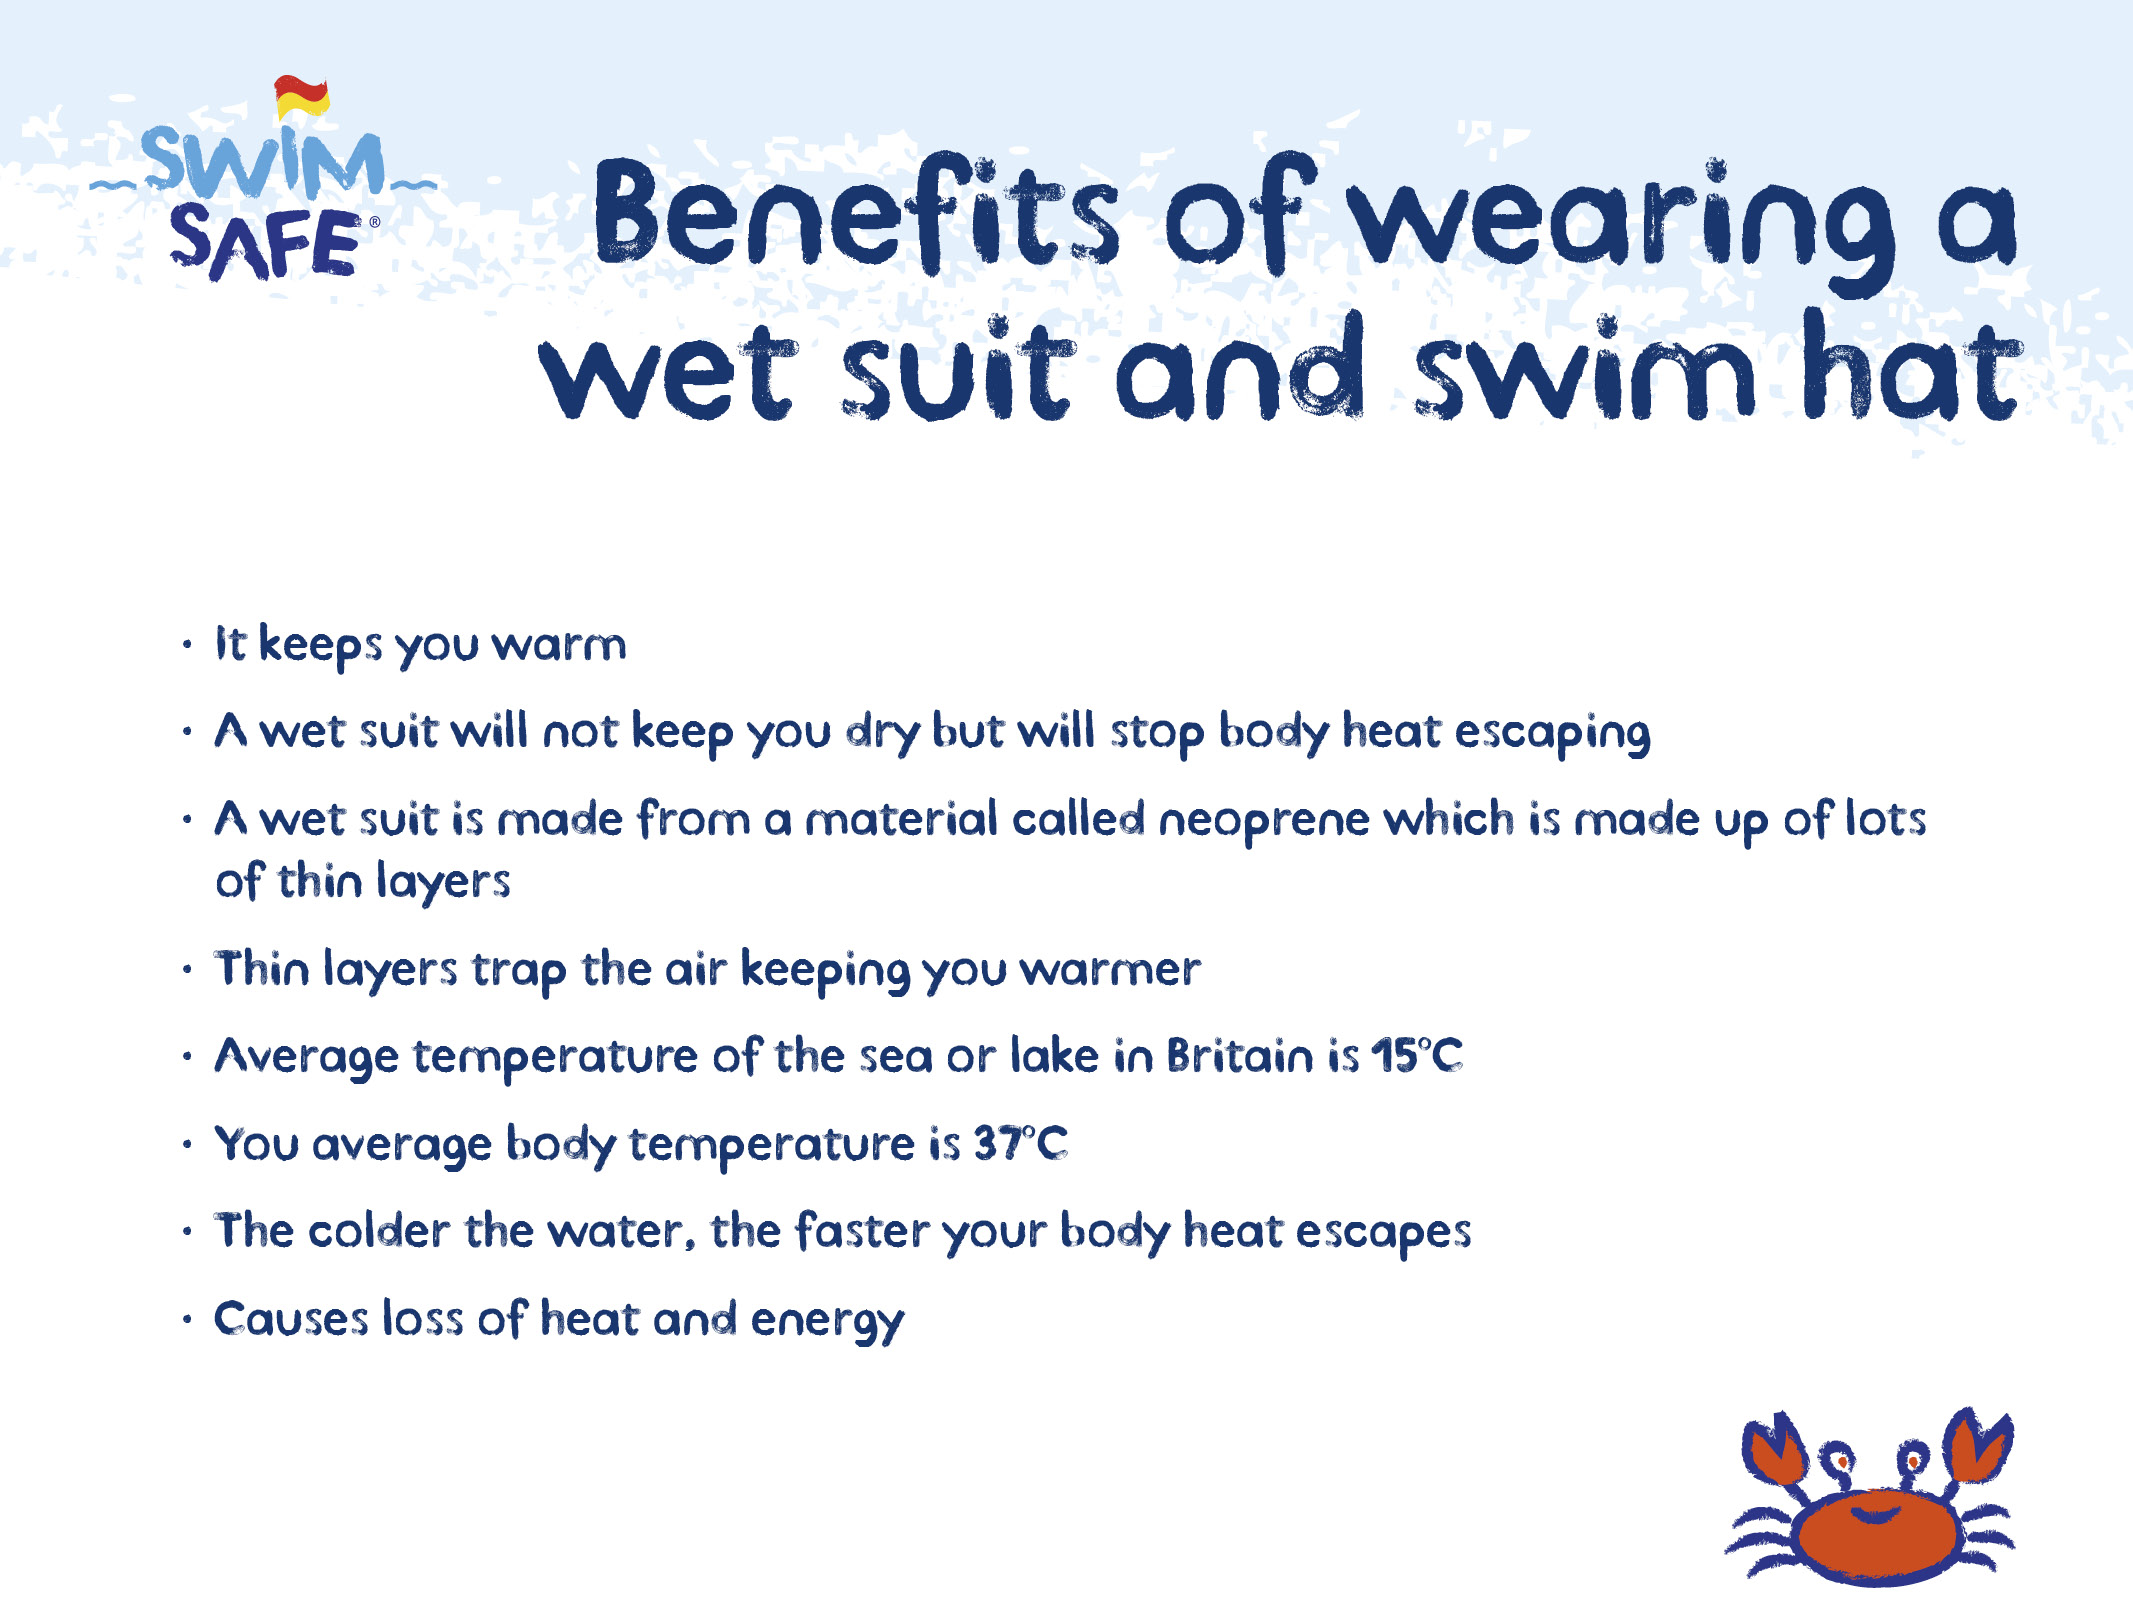 SWIM
SAFE®
Benefits of wearing a
wet suit and swim hat
• It keeps you warm
• A wet suit will not keep you dry but will stop body heat escaping
• A wet suit is made from a material called neoprene which is made up of lots
of thin layers
• Thin layers trap the air keeping you warmer
• Average temperature of the sea or lake in Britain is 15°C
• You average body temperature is 37°C
• The colder the water, the faster your body heat escapes
• Causes loss of heat and energy